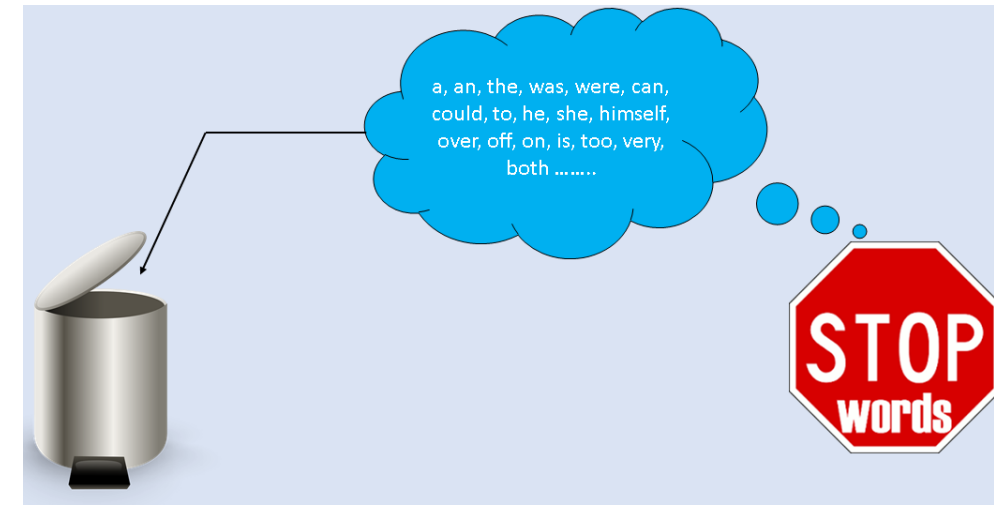 a, an, the, was, were, can,
could, to, he, she, himself,
over, off, on, is, too, very,
both ........
STOP
words